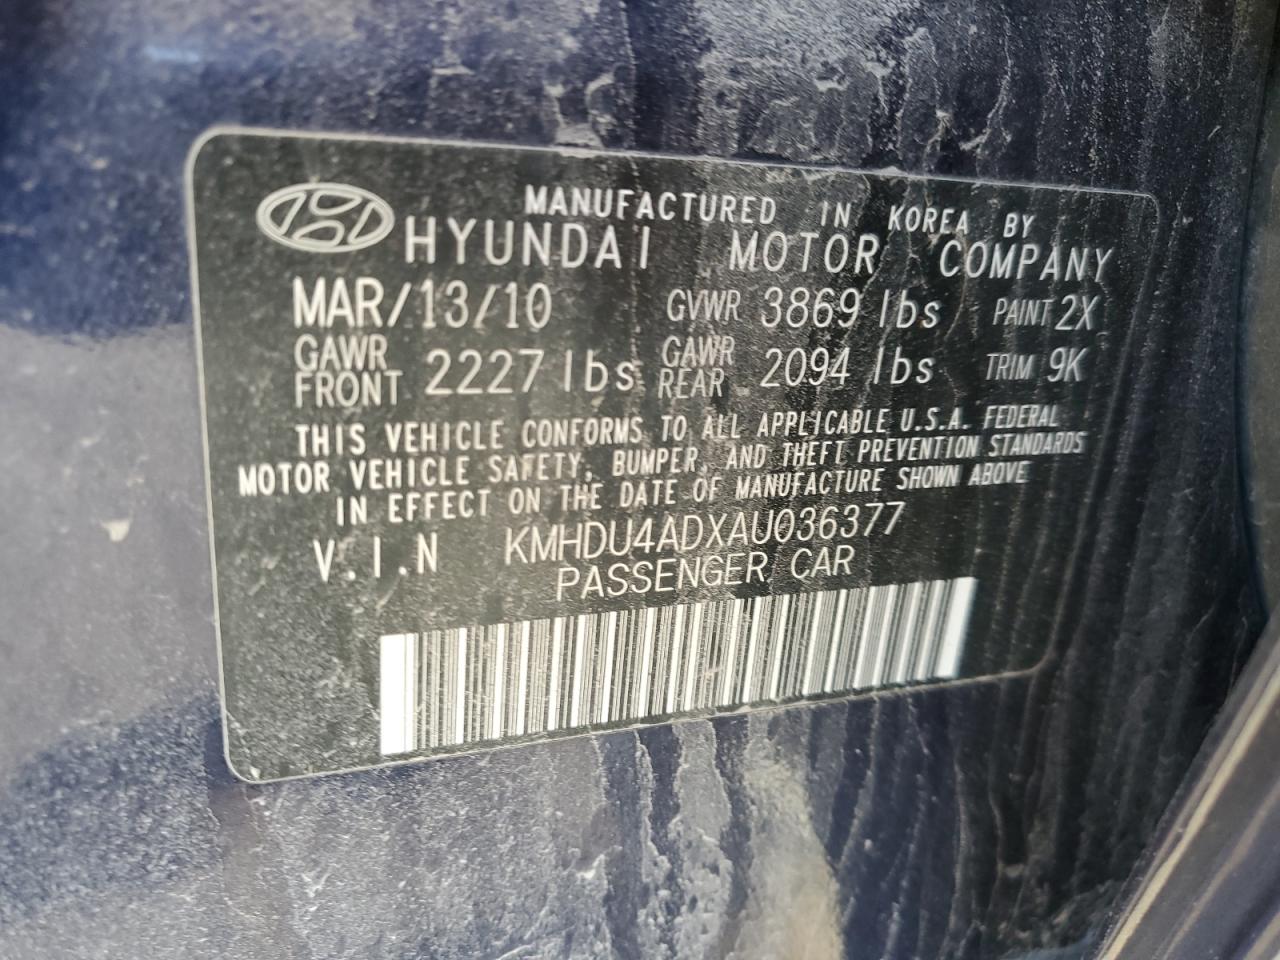 MANUFACTURED IN KOREA BY
HYUNDAI MOTOR COMPANY
MAR/13/10 GVWR 3869 lbs PAINT 2X
GAWR FRONT 2227 lbs GAWR REAR 2094 lbs TRIM 9K
THIS VEHICLE CONFORMS TO ALL APPLICABLE U.S.A. FEDERAL
MOTOR VEHICLE SAFETY, BUMPER, AND THEFT PREVENTION STANDARDS
IN EFFECT ON THE DATE OF MANUFACTURE SHOWN ABOVE
V.I.N KMHDU4ADXAU036377
PASSENGER CAR